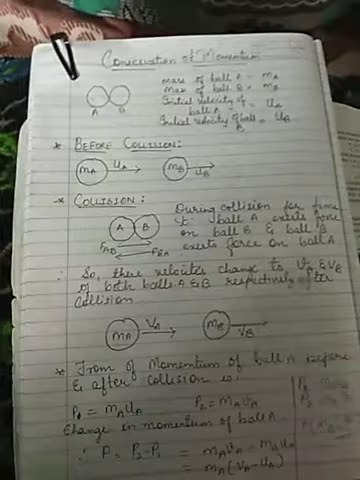 Conservation of Momentum
mass of ball A = mA
Mass of ball B = mB
Initial velocity of ball A = uA
Initial velocity of ball B = uB
A B
* BEFORE COLLISION:
mA uA mB uB
* COLLISION:
During collision for time
t ball A exerts force
on ball B & ball B
exerts force on ball A
A B
FAB FBA
∴ So, there velocites change to VA & VB
of both balls A & B respectively after
Collision
mA VA mB VB
* From of Momentum of ball A before
& after collision is:
P1 = mAuA P2 = mAVA
Change in momentum of ball A
∴ P = P2-P1 = mAVA - mAuA
= mA(VA-uA)